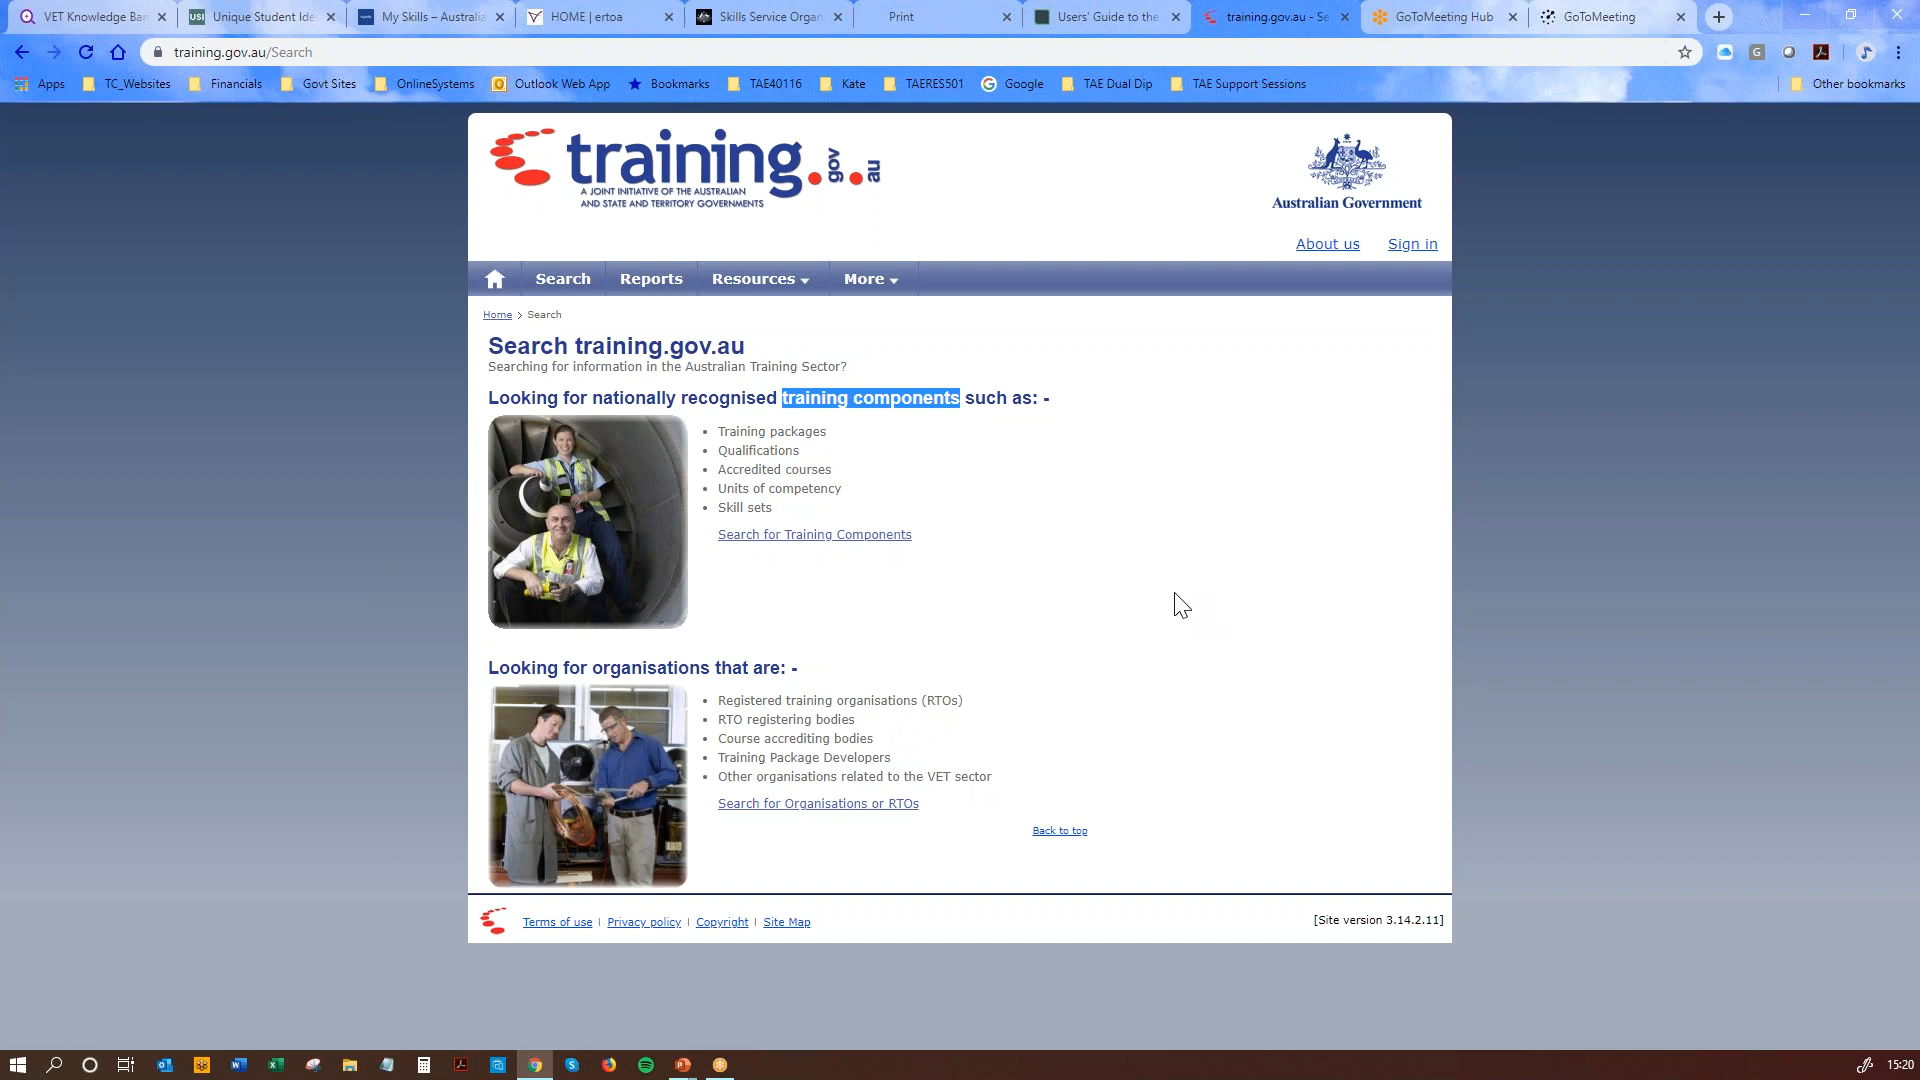 VET Knowledge Ban
Unique Student Ide
My Skills – Australia
HOME | ertoa
Skills Service Organ
Print
Users' Guide to the
training.gov.au - Se
GoToMeeting Hub
GoToMeeting
training.gov.au/Search
Apps
TC_Websites
Financials
Govt Sites
OnlineSystems
Outlook Web App
Bookmarks
TAE40116
Kate
TAERES501
Google
TAE Dual Dip
TAE Support Sessions
Other bookmarks
training.gov.au
A JOINT INITIATIVE OF THE AUSTRALIAN
AND STATE AND TERRITORY GOVERNMENTS
Australian Government
About us
Sign in
Search
Reports
Resources
More
Home > Search
Search training.gov.au
Searching for information in the Australian Training Sector?
Looking for nationally recognised training components such as: -
Training packages
Qualifications
Accredited courses
Units of competency
Skill sets
Search for Training Components
Looking for organisations that are: -
Registered training organisations (RTOs)
RTO registering bodies
Course accrediting bodies
Training Package Developers
Other organisations related to the VET sector
Search for Organisations or RTOs
Back to top
Terms of use | Privacy policy | Copyright | Site Map
[Site version 3.14.2.11]
15:20